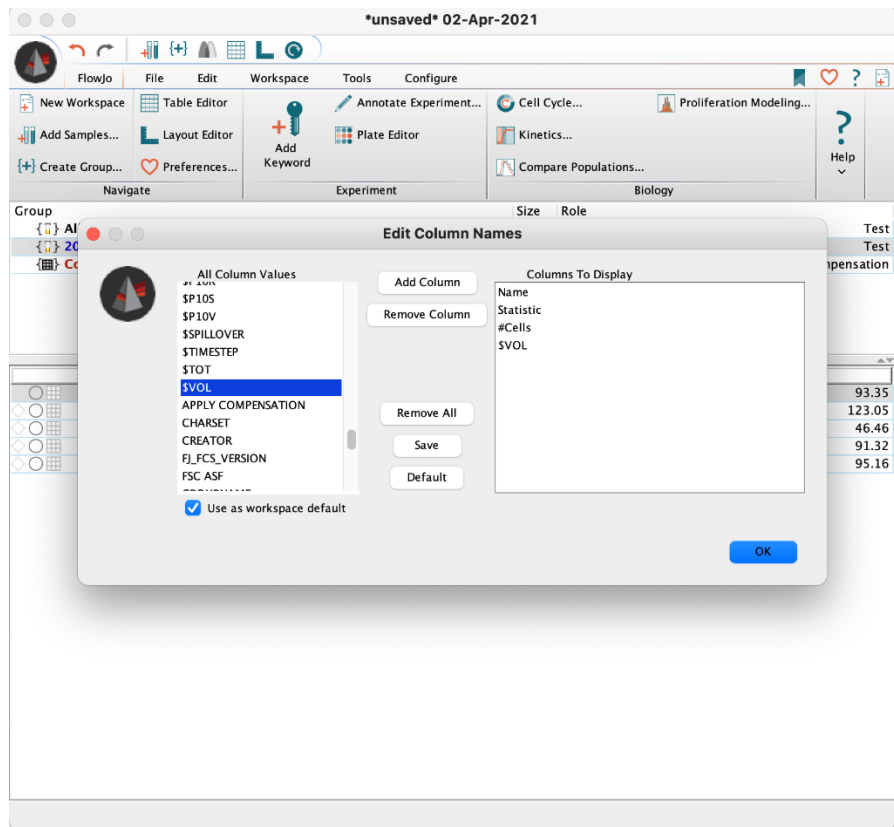 *unsaved* 02-Apr-2021
{+}
FlowJo File Edit Workspace Tools Configure ?
New Workspace Table Editor Annotate Experiment... Cell Cycle... Proliferation Modeling...
Add Samples... Layout Editor Add Keyword Plate Editor Kinetics... Help
{+} Create Group... Preferences... Compare Populations...
Navigate Experiment Biology
Group Size Role
Al Test
20 Test
Co pensation
Edit Column Names
All Column Values
$P10R
$P10S
$P10V
$SPILLOVER
$TIMESTEP
$TOT
$VOL
APPLY COMPENSATION
CHARSET
CREATOR
FJ_FCS_VERSION
FSC ASF
Use as workspace default
Add Column
Remove Column
Remove All
Save
Default
Columns To Display
Name
Statistic
#Cells
$VOL
OK
93.35
123.05
46.46
91.32
95.16